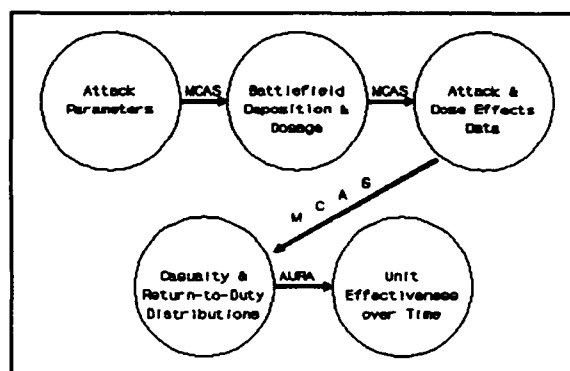 Attack
Parameters
MCAS
Battlefield
Deposition &
Dosage
MCAS
Attack &
Dose Effects
Data
M C A S
Casualty &
Return-to-Duty
Distributions
AURA
Unit
Effectiveness
over Time